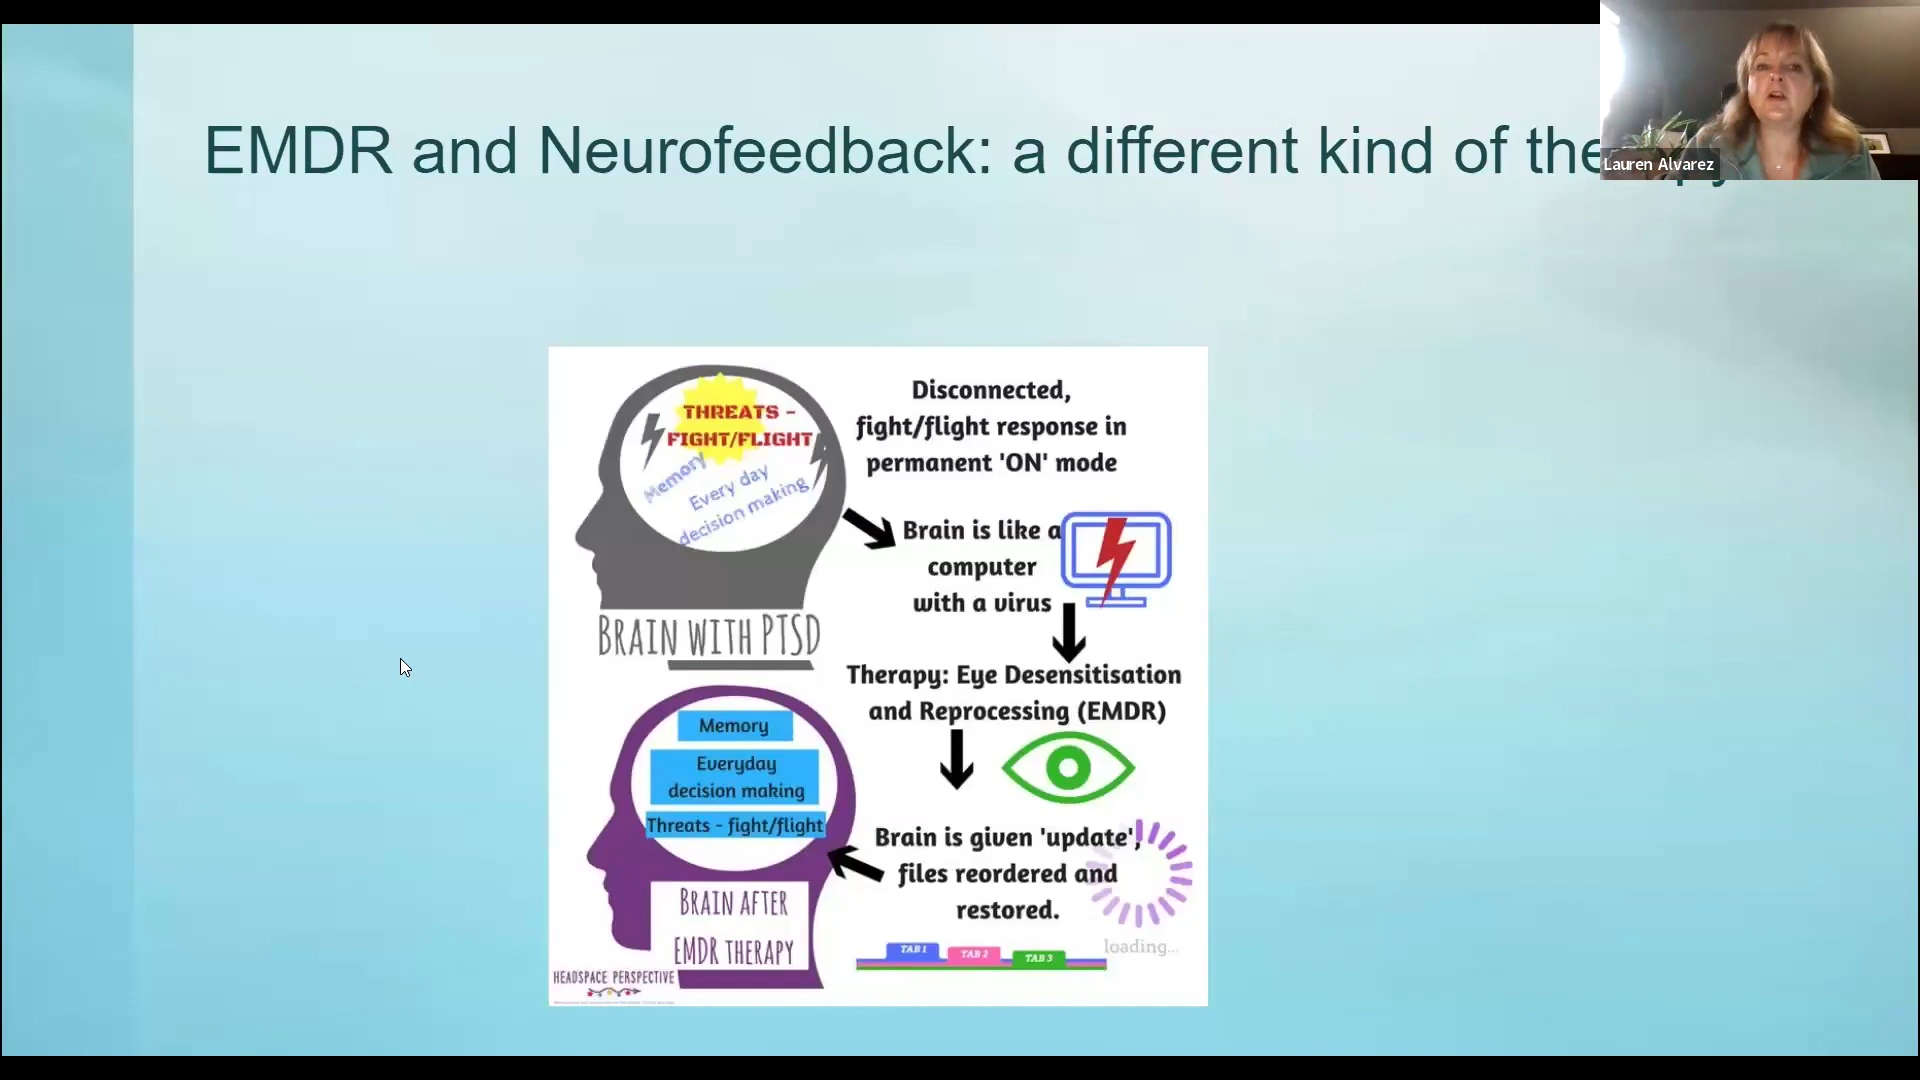 EMDR and Neurofeedback: a different kind of the
Lauren Alvarez
THREATS -
FIGHT/FLIGHT
Memory
Every day
decision making
BRAIN WITH PTSD
Disconnected,
fight/flight response in
permanent 'ON' mode
Brain is like a
computer
with a virus
Therapy: Eye Desensitisation
and Reprocessing (EMDR)
Brain is given 'update',
files reordered and
restored.
loading...
TAB 1 TAB 2 TAB 3
Memory
Everyday
decision making
Threats - fight/flight
BRAIN AFTER
EMDR THERAPY
HEADSPACE PERSPECTIVE